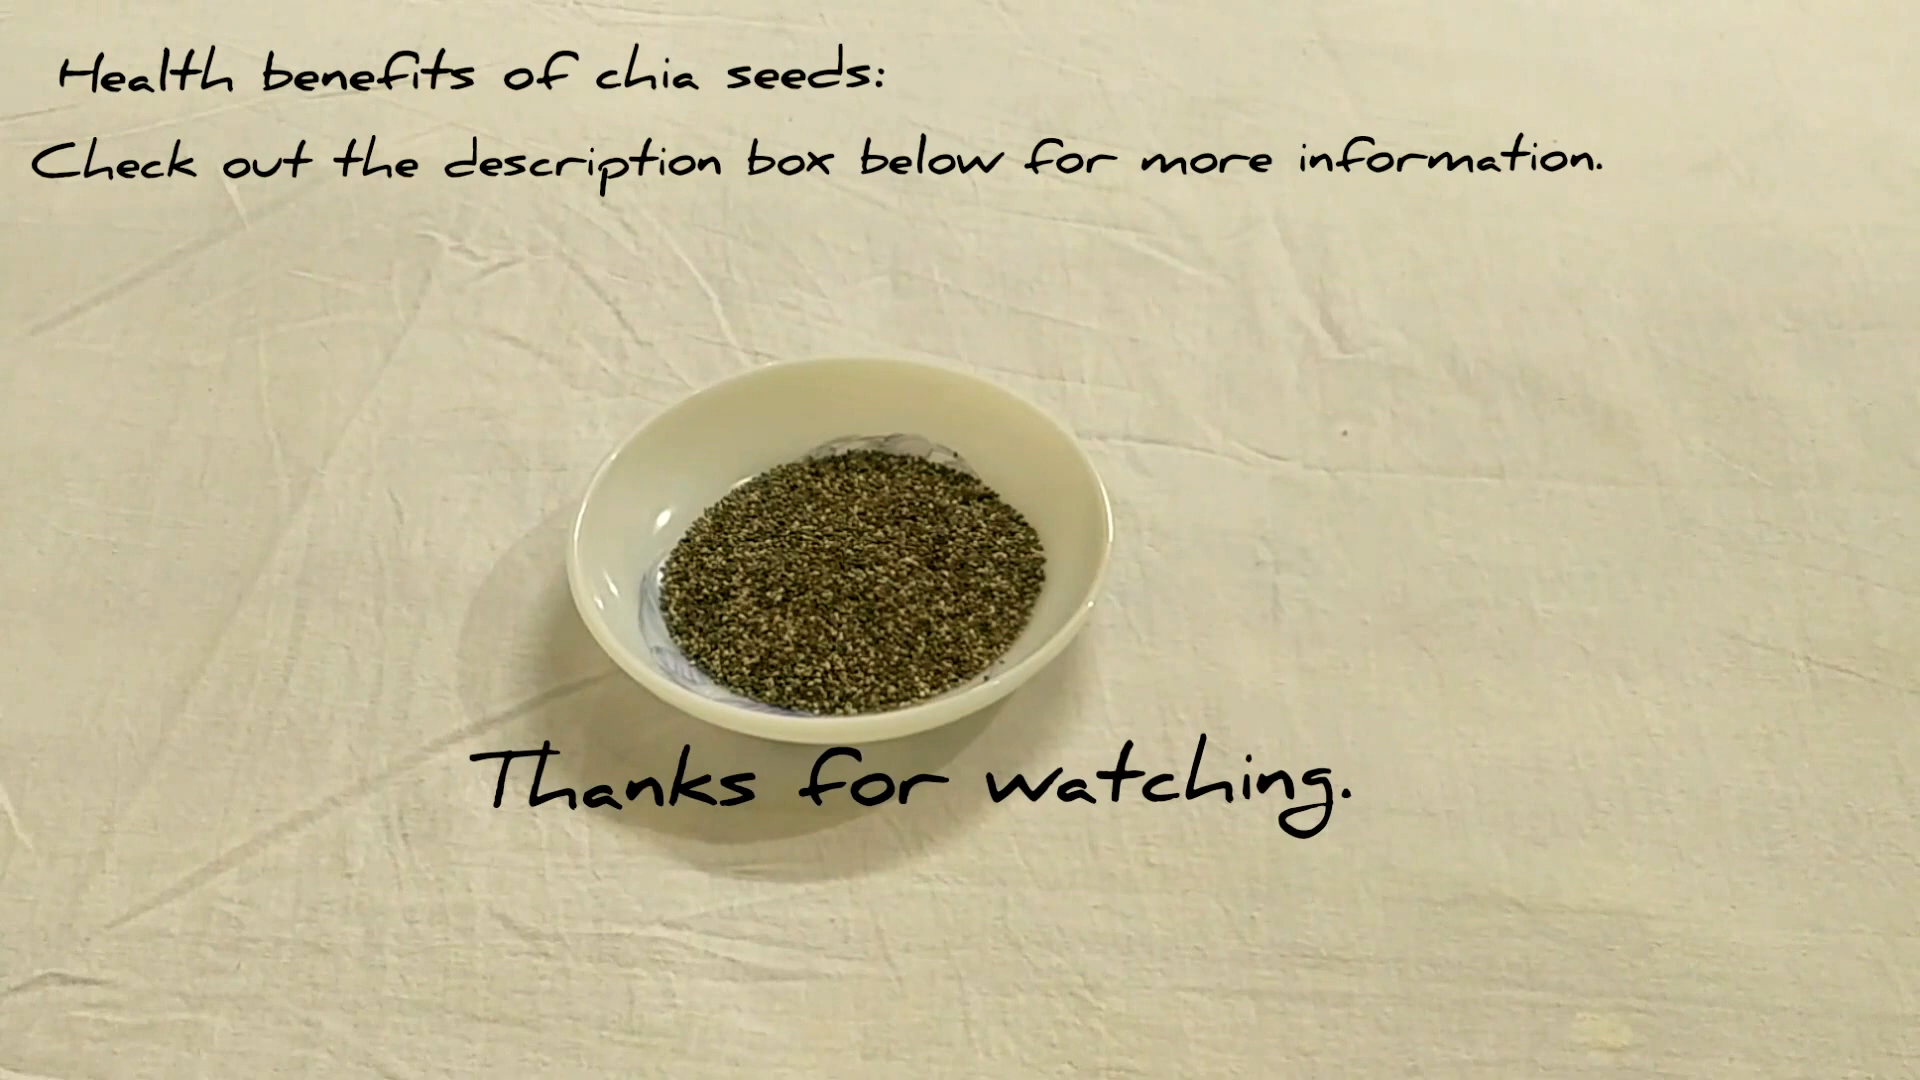 Health benefits of chia seeds:
Check out the description box below for more information.
Thanks for watching.